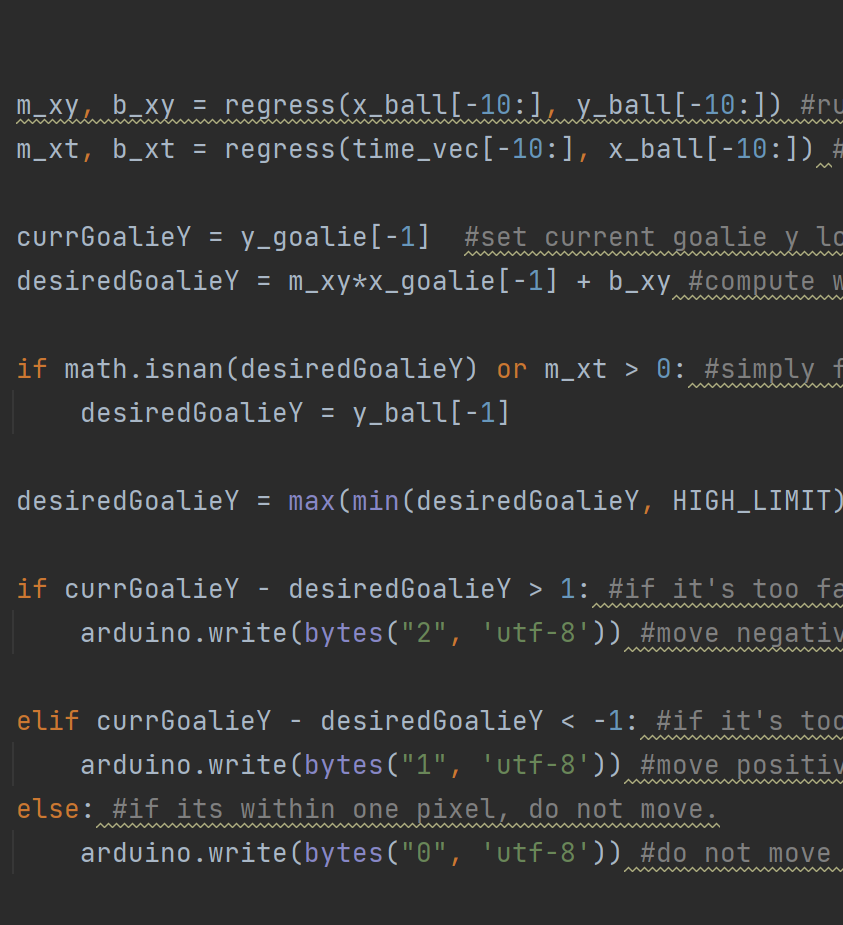 m_xy, b_xy = regress(x_ball[-10:], y_ball[-10:]) #ru
m_xt, b_xt = regress(time_vec[-10:], x_ball[-10:]) #
currGoalieY = y_goalie[-1]  #set current goalie y lo
desiredGoalieY = m_xy*x_goalie[-1] + b_xy #compute w
if math.isnan(desiredGoalieY) or m_xt > 0: #simply f
    desiredGoalieY = y_ball[-1]
desiredGoalieY = max(min(desiredGoalieY, HIGH_LIMIT)
if currGoalieY - desiredGoalieY > 1: #if it's too fa
    arduino.write(bytes("2", 'utf-8')) #move negativ
elif currGoalieY - desiredGoalieY < -1: #if it's too
    arduino.write(bytes("1", 'utf-8')) #move positiv
else: #if its within one pixel, do not move.
    arduino.write(bytes("0", 'utf-8')) #do not move